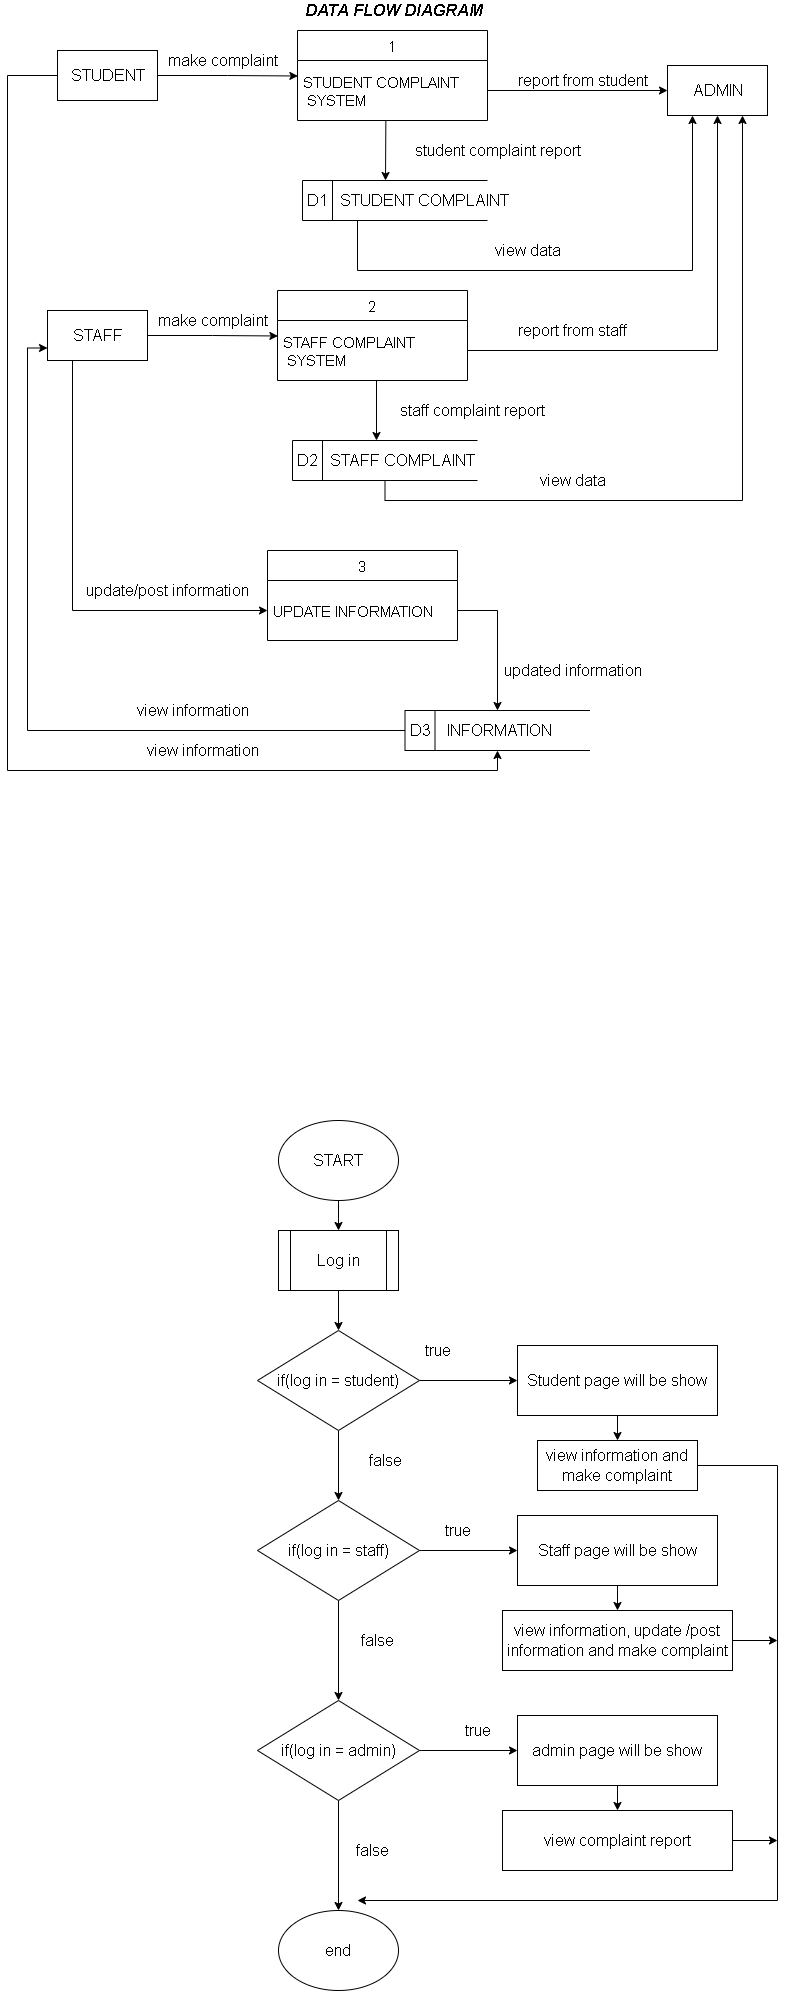 DATA FLOW DIAGRAM
1
STUDENT
make complaint
STUDENT COMPLAINT
SYSTEM
report from student
ADMIN
student complaint report
D1
STUDENT COMPLAINT
view data
2
STAFF
make complaint
STAFF COMPLAINT
SYSTEM
report from staff
staff complaint report
D2
STAFF COMPLAINT
view data
3
update/post information
UPDATE INFORMATION
updated information
view information
D3
INFORMATION
view information
START
Log in
true
if(log in = student)
Student page will be show
false
view information and
make complaint
true
if(log in = staff)
Staff page will be show
false
view information, update /post
information and make complaint
true
if(log in = admin)
admin page will be show
false
view complaint report
end